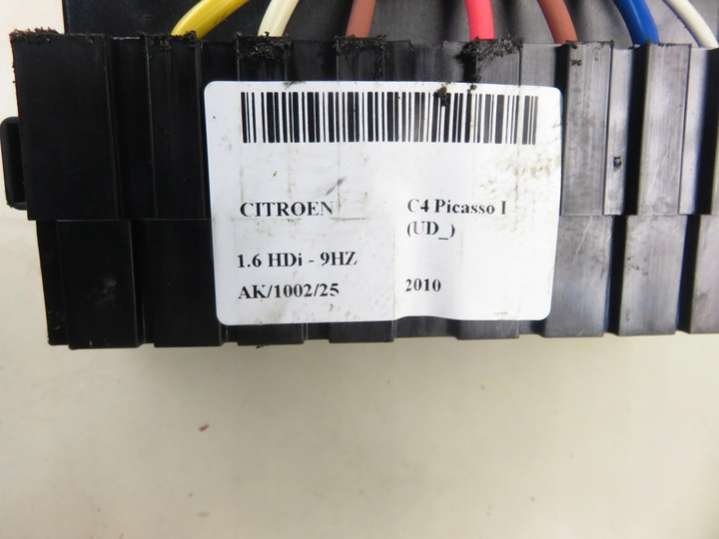 CITROEN C4 Picasso I
(UD_)
1.6 HDi - 9HZ
AK/1002/25 2010